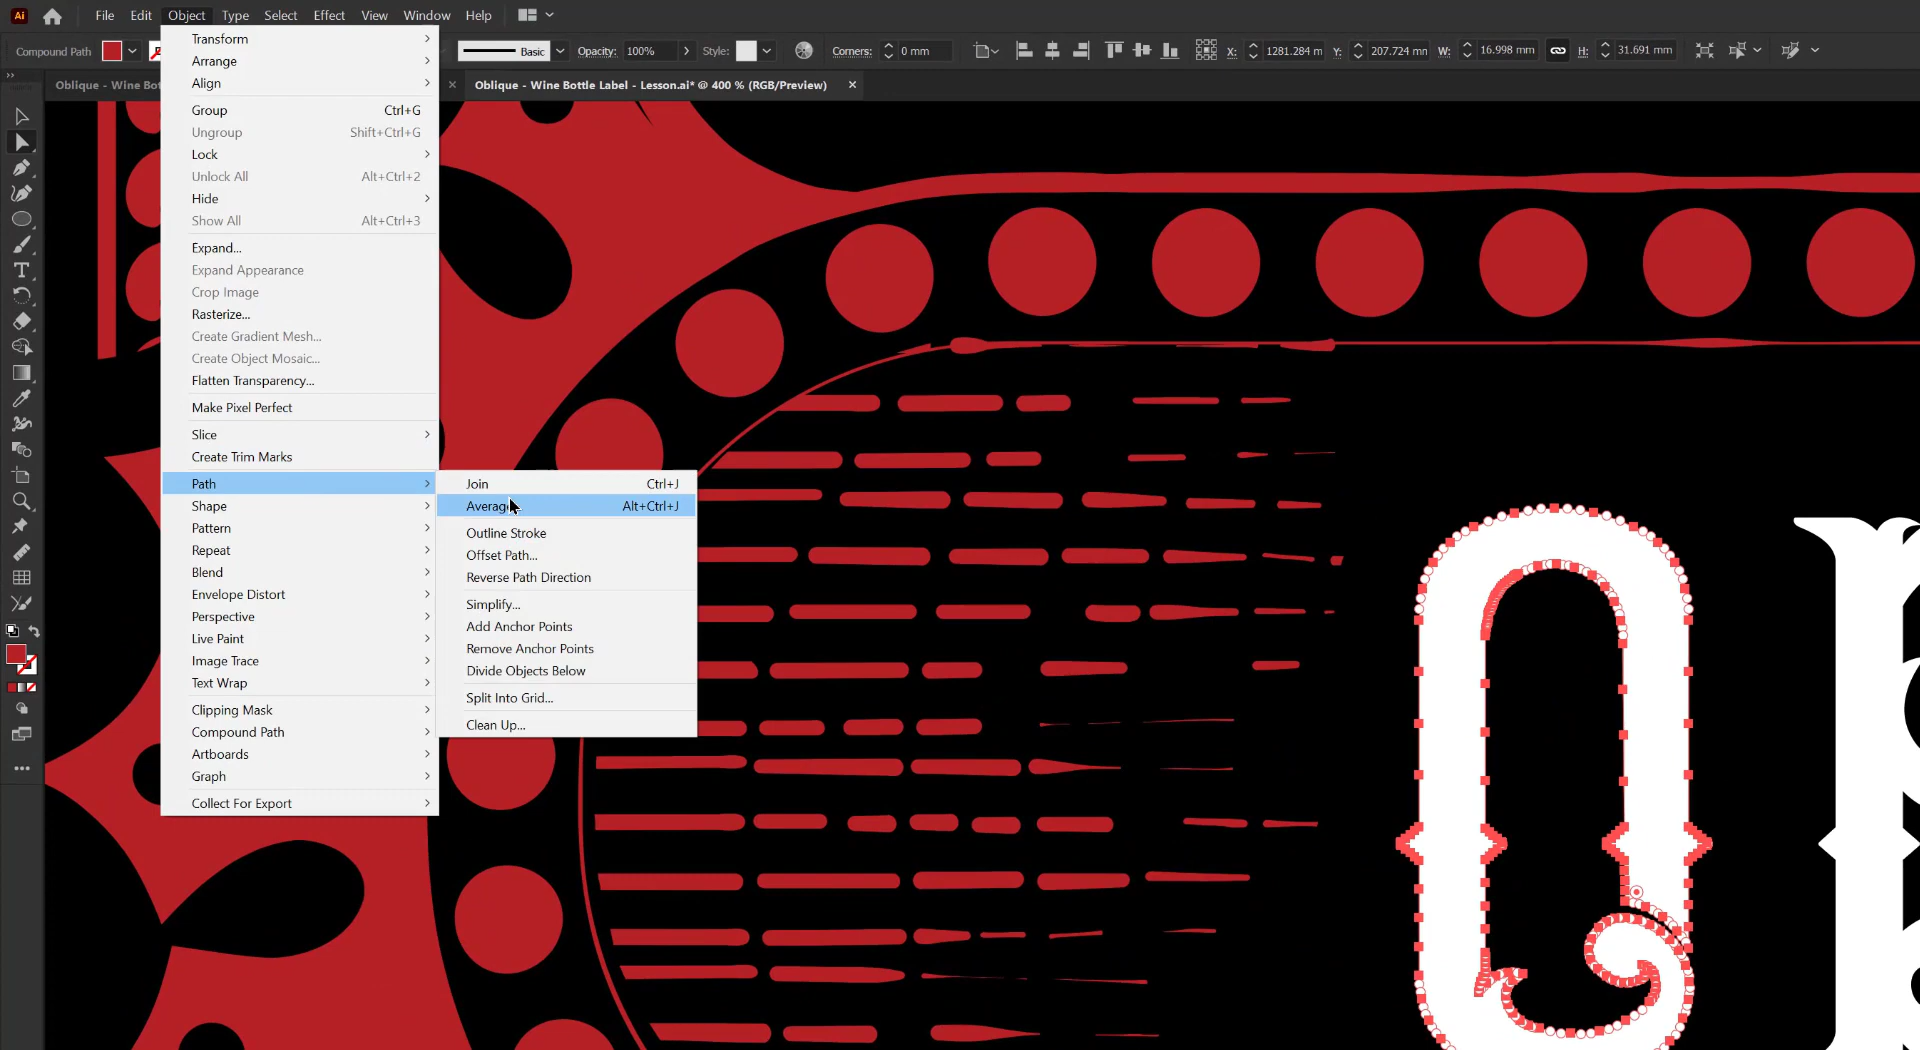 Ai File Edit Object Type Select Effect View Window Help
Compound Path Basic Opacity: 100% Style: Corners: 0 mm X: 1281.284 m Y: 207.724 mn W: 16.998 mm H: 31.691 mm
Oblique - Wine Bot Oblique - Wine Bottle Label - Lesson.ai* @ 400 % (RGB/Preview)
Transform
Arrange
Align
Group Ctrl+G
Ungroup Shift+Ctrl+G
Lock
Unlock All Alt+Ctrl+2
Hide
Show All Alt+Ctrl+3
Expand...
Expand Appearance
Crop Image
Rasterize...
Create Gradient Mesh...
Create Object Mosaic...
Flatten Transparency...
Make Pixel Perfect
Slice
Create Trim Marks
Path
Shape
Pattern
Repeat
Blend
Envelope Distort
Perspective
Live Paint
Image Trace
Text Wrap
Clipping Mask
Compound Path
Artboards
Graph
Collect For Export
Join Ctrl+J
Average Alt+Ctrl+J
Outline Stroke
Offset Path...
Reverse Path Direction
Simplify...
Add Anchor Points
Remove Anchor Points
Divide Objects Below
Split Into Grid...
Clean Up...